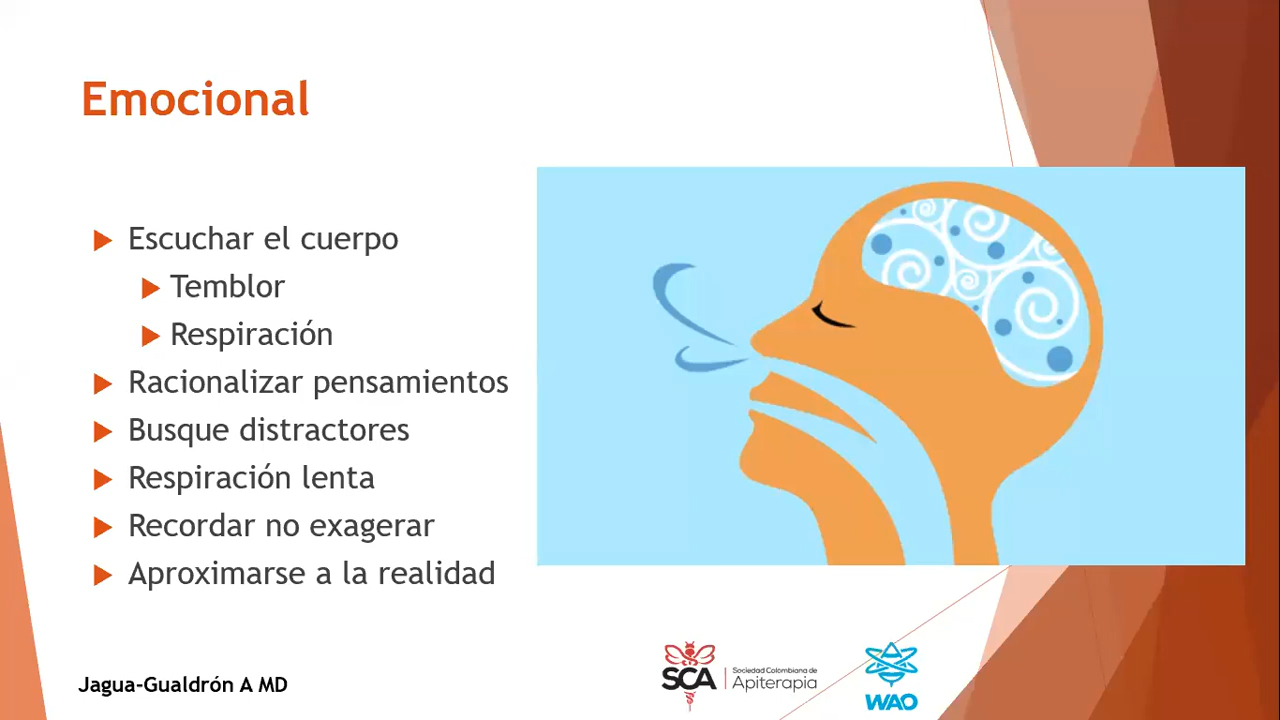 Emocional
Escuchar el cuerpo
Temblor
Respiración
Racionalizar pensamientos
Busque distractores
Respiración lenta
Recordar no exagerar
Aproximarse a la realidad
Jagua-Gualdrón A MD
SCA
Sociedad Colombiana de
Apiterapia
WAO